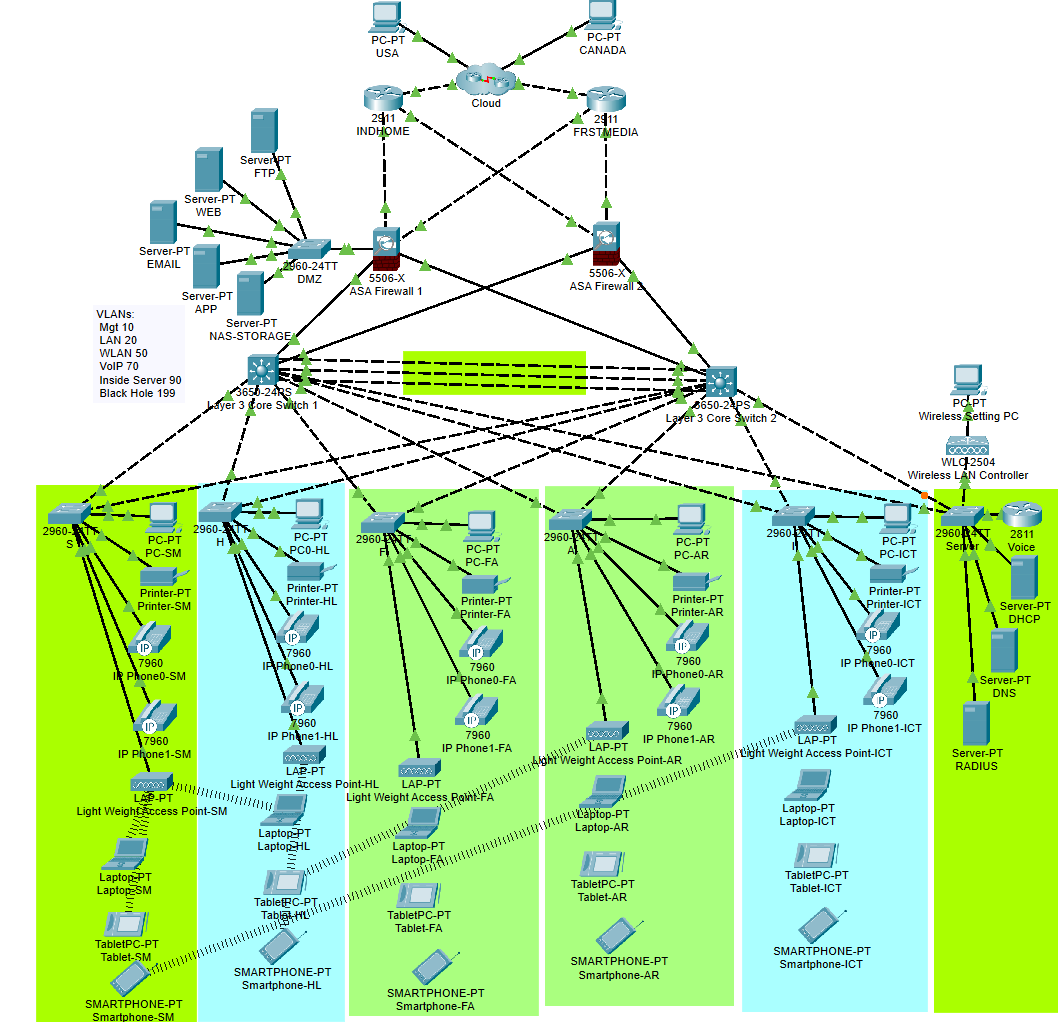 PC-PT
USA
PC-PT
CANADA
Cloud
2911
INDHOME
2911
FRSTMEDIA
Server-PT
FTP
Server-PT
WEB
Server-PT
EMAIL
Server-PT
APP
Server-PT
NAS-STORAGE
2960-24TT
DMZ
5506-X
ASA Firewall 1
5506-X
ASA Firewall 2
VLANs:
Mgt 10
LAN 20
WLAN 50
VoIP 70
Inside Server 90
Black Hole 199
3650-24PS
Layer 3 Core Switch 1
3650-24PS
Layer 3 Core Switch 2
PC-PT
Wireless Setting PC
WLC-2504
Wireless LAN Controller
2960-24TT
PC-PT
PC-SM
Printer-PT
Printer-SM
7960
IP Phone0-SM
7960
IP Phone1-SM
LAP-PT
Light Weight Access Point-SM
Laptop-PT
Laptop-SM
TabletPC-PT
Tablet-SM
SMARTPHONE-PT
Smartphone-SM
2960-24TT
PC-PT
PC0-HL
Printer-PT
Printer-HL
7960
IP Phone0-HL
7960
IP Phone1-HL
LAP-PT
Light Weight Access Point-HL
Laptop-PT
Laptop-HL
TabletPC-PT
Tablet-HL
SMARTPHONE-PT
Smartphone-HL
2960-24TT
PC-PT
PC-FA
Printer-PT
Printer-FA
7960
IP Phone0-FA
7960
IP Phone1-FA
LAP-PT
Light Weight Access Point-FA
Laptop-PT
Laptop-FA
TabletPC-PT
Tablet-FA
SMARTPHONE-PT
Smartphone-FA
2960-24TT
PC-PT
PC-AR
Printer-PT
Printer-AR
7960
IP Phone0-AR
7960
IP Phone1-AR
LAP-PT
Light Weight Access Point-AR
Laptop-PT
Laptop-AR
TabletPC-PT
Tablet-AR
SMARTPHONE-PT
Smartphone-AR
2960-24TT
PC-PT
PC-ICT
Printer-PT
Printer-ICT
7960
IP Phone0-ICT
7960
IP Phone1-ICT
LAP-PT
Light Weight Access Point-ICT
Laptop-PT
Laptop-ICT
TabletPC-PT
Tablet-ICT
SMARTPHONE-PT
Smartphone-ICT
2960-24TT
Server
2811
Voice
Server-PT
DHCP
Server-PT
DNS
Server-PT
RADIUS